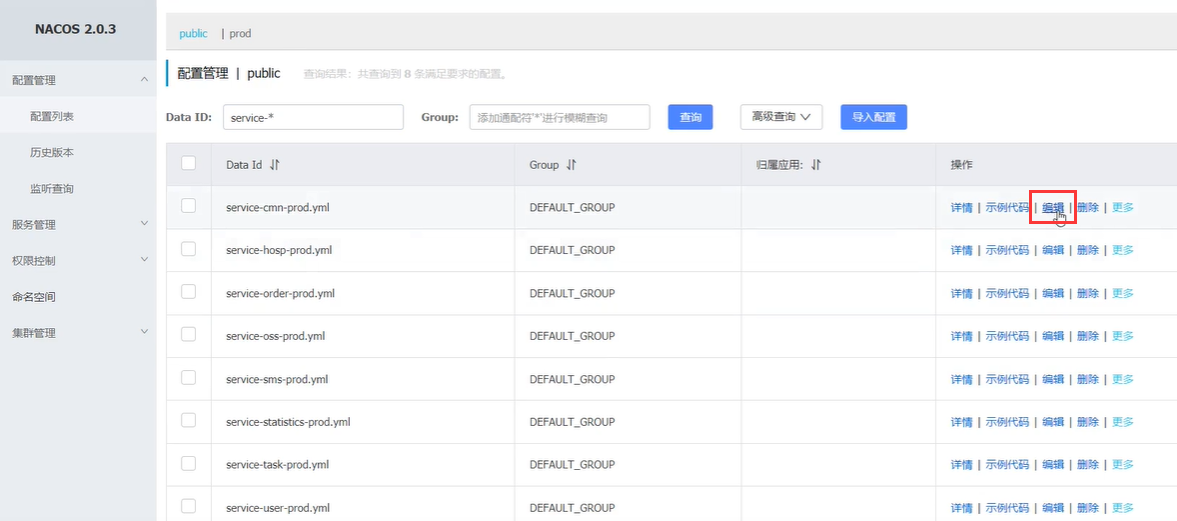 NACOS 2.0.3
配置管理
配置列表
历史版本
监听查询
服务管理
权限控制
命名空间
集群管理
public | prod
配置管理 | public 查询结果：共查询到 8 条满足要求的配置。
Data ID: service-* Group: 添加通配符'*'进行模糊查询 查询 高级查询 导入配置
Data Id Group 归属应用: 操作
service-cmn-prod.yml DEFAULT_GROUP 详情 | 示例代码 | 编辑 | 删除 | 更多
service-hosp-prod.yml DEFAULT_GROUP 详情 | 示例代码 | 编辑 | 删除 | 更多
service-order-prod.yml DEFAULT_GROUP 详情 | 示例代码 | 编辑 | 删除 | 更多
service-oss-prod.yml DEFAULT_GROUP 详情 | 示例代码 | 编辑 | 删除 | 更多
service-sms-prod.yml DEFAULT_GROUP 详情 | 示例代码 | 编辑 | 删除 | 更多
service-statistics-prod.yml DEFAULT_GROUP 详情 | 示例代码 | 编辑 | 删除 | 更多
service-task-prod.yml DEFAULT_GROUP 详情 | 示例代码 | 编辑 | 删除 | 更多
service-user-prod.yml DEFAULT_GROUP 详情 | 示例代码 | 编辑 | 删除 | 更多